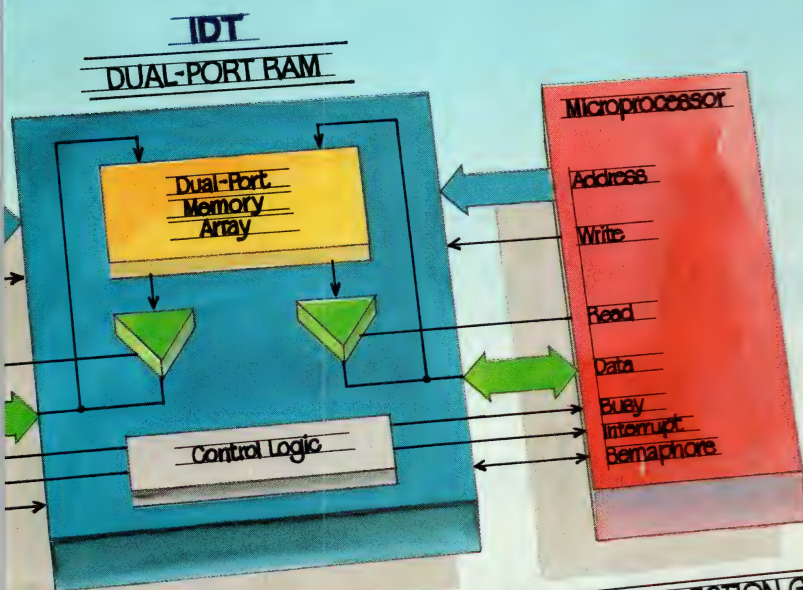 IDT
DUAL-PORT RAM
Microprocessor
Dual-Port
Memory
Array
Address
Write
Read
Data
Busy
Interrupt
Semaphore
Control Logic